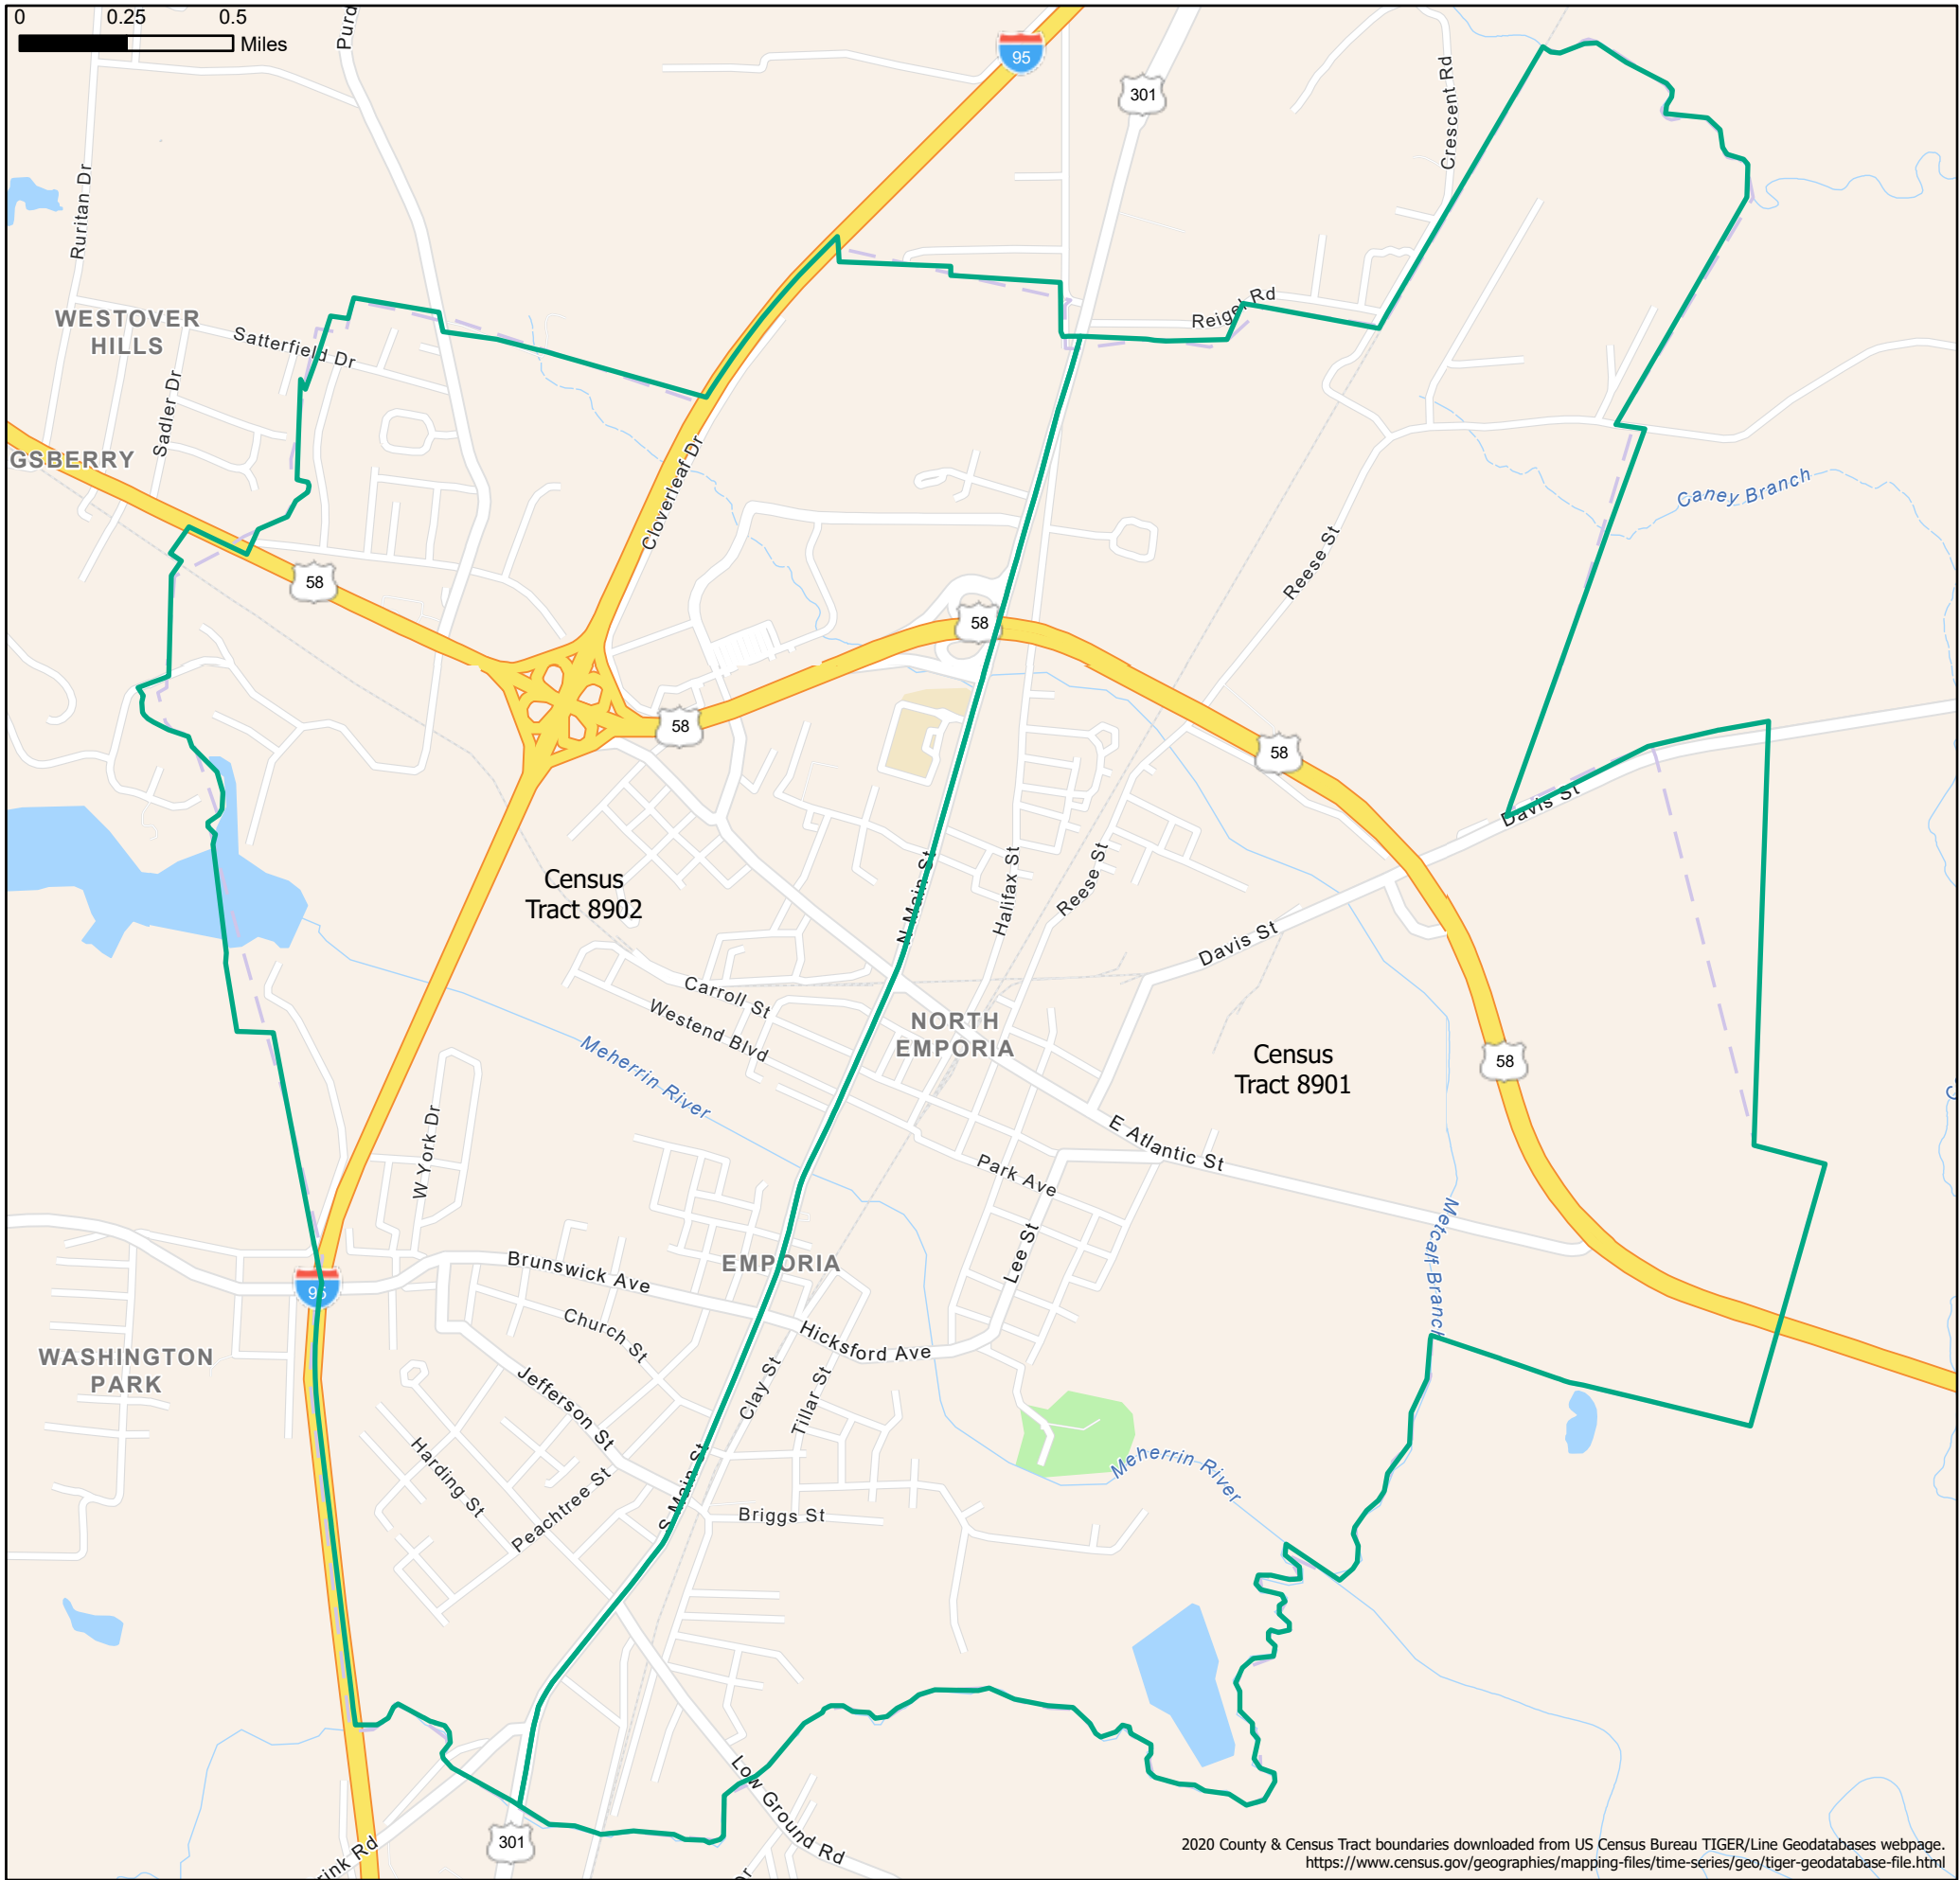 0 0.25 0.5
Miles
Purd
95
301
Crescent Rd
Ruritan Dr
WESTOVER
HILLS
Satterfield Dr
Reigel Rd
Sadler Dr
GSBERRY
Cloverleaf Dr
Caney Branch
Reese St
58
58
58
58
Davis St
Census
Tract 8902
N Main St
Halifax St
Reese St
Davis St
Carroll St
Westend Blvd
NORTH
EMPORIA
Meherrin River
Census
Tract 8901
58
W York Dr
E Atlantic St
Park Ave
Metcalf Branch
Lee St
EMPORIA
Brunswick Ave
95
Church St
Hicksford Ave
WASHINGTON
PARK
Jefferson St
Clay St
Tillar St
Harding St
Peachtree St
S Main St
Meherrin River
Briggs St
Low Ground Rd
301
rink Rd
or
2020 County & Census Tract boundaries downloaded from US Census Bureau TIGER/Line Geodatabases webpage.
https://www.census.gov/geographies/mapping-files/time-series/geo/tiger-geodatabase-file.html